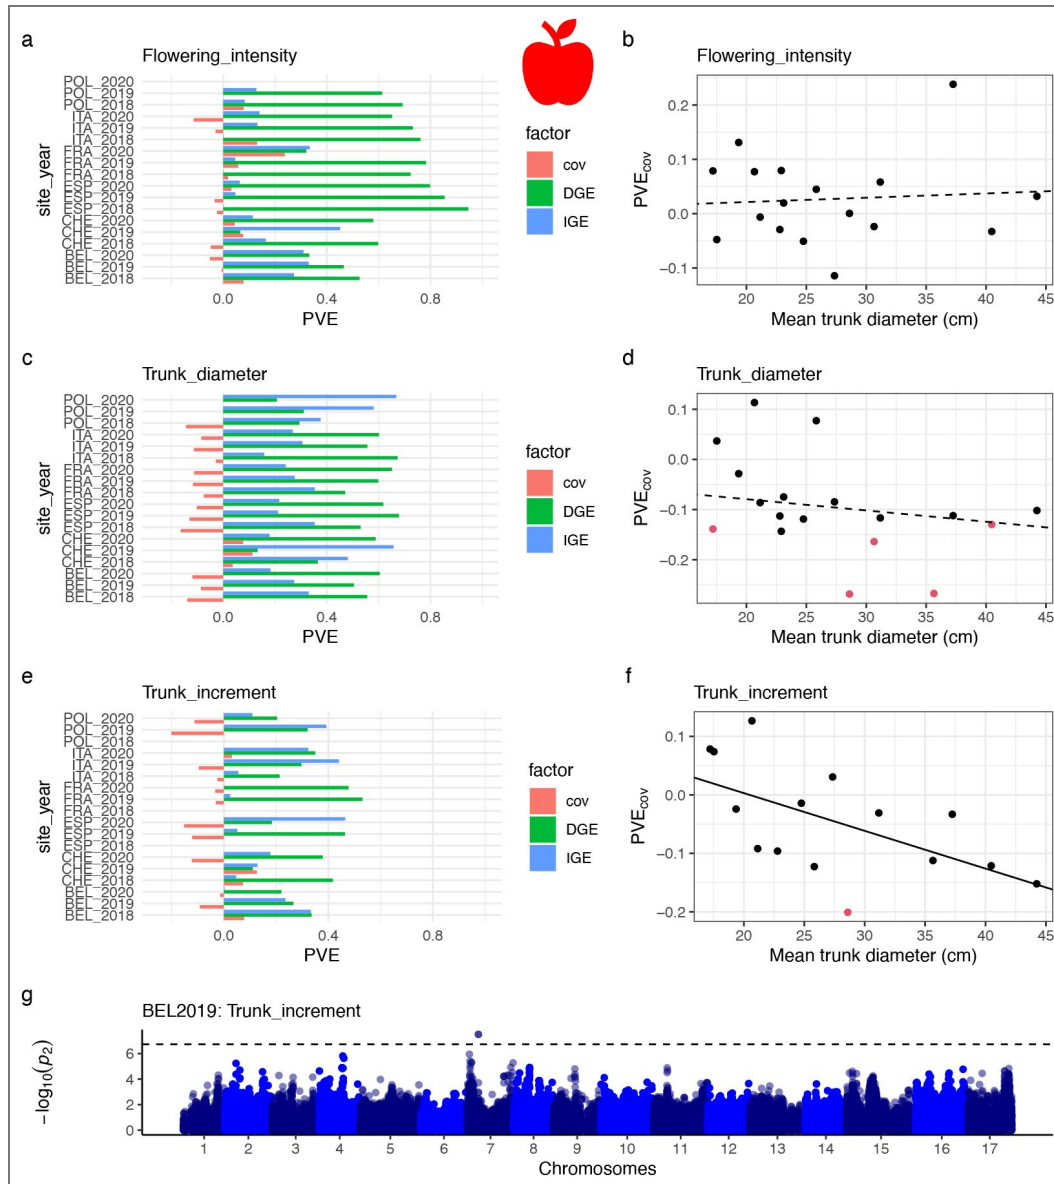 a
Flowering_intensity
POL_2020
POL_2019
POL_2018
ITA_2020
ITA_2019
ITA_2018
FRA_2020
FRA_2019
FRA_2018
ESP_2020
ESP_2019
ESP_2018
CHE_2020
CHE_2019
CHE_2018
BEL_2020
BEL_2019
BEL_2018
site_year
0.0 0.4 0.8
PVE
factor
cov
DGE
IGE
b
Flowering_intensity
0.2
0.1
0.0
−0.1
PVEcov
20 25 30 35 40 45
Mean trunk diameter (cm)
c
Trunk_diameter
POL_2020
POL_2019
POL_2018
ITA_2020
ITA_2019
ITA_2018
FRA_2020
FRA_2019
FRA_2018
ESP_2020
ESP_2019
ESP_2018
CHE_2020
CHE_2019
CHE_2018
BEL_2020
BEL_2019
BEL_2018
site_year
0.0 0.4 0.8
PVE
factor
cov
DGE
IGE
d
Trunk_diameter
0.1
0.0
−0.1
−0.2
PVEcov
20 25 30 35 40 45
Mean trunk diameter (cm)
e
Trunk_increment
POL_2020
POL_2019
POL_2018
ITA_2020
ITA_2019
ITA_2018
FRA_2020
FRA_2019
FRA_2018
ESP_2020
ESP_2019
ESP_2018
CHE_2020
CHE_2019
CHE_2018
BEL_2020
BEL_2019
BEL_2018
site_year
0.0 0.4 0.8
PVE
factor
cov
DGE
IGE
f
Trunk_increment
0.1
0.0
−0.1
−0.2
PVEcov
20 25 30 35 40 45
Mean trunk diameter (cm)
g
BEL2019: Trunk_increment
6
4
2
0
−log10(p2)
1 2 3 4 5 6 7 8 9 10 11 12 13 14 15 16 17
Chromosomes